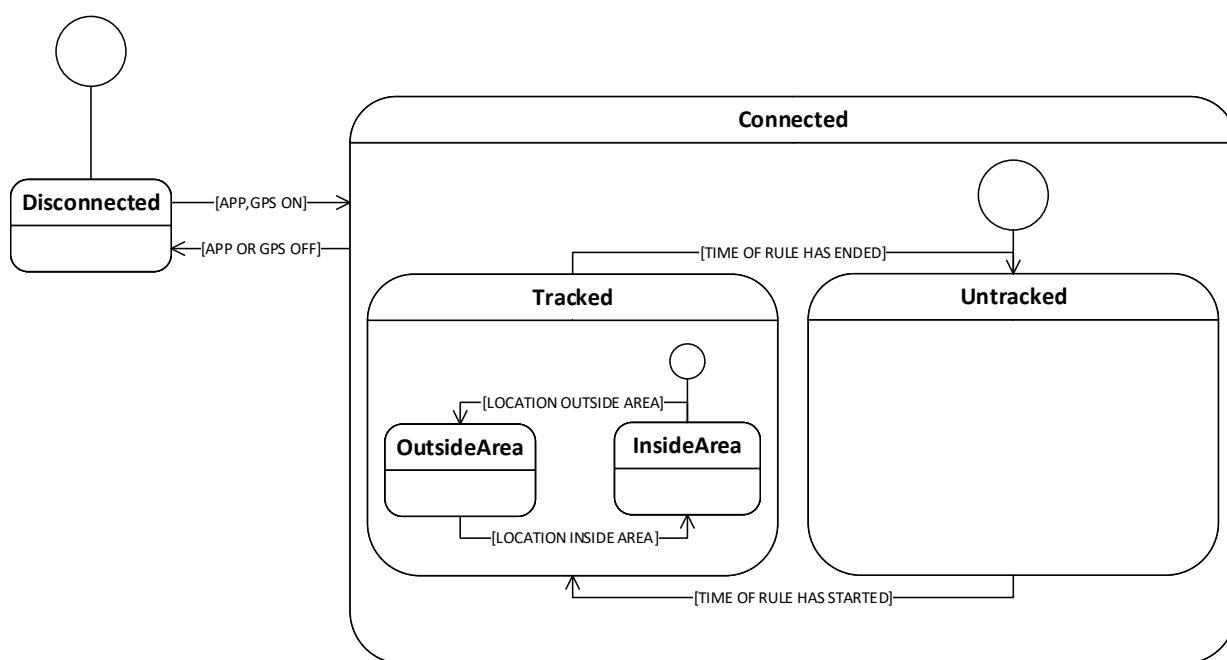 Connected
Disconnected
[APP,GPS ON]
[APP OR GPS OFF]
[TIME OF RULE HAS ENDED]
Tracked
Untracked
[LOCATION OUTSIDE AREA]
OutsideArea
InsideArea
[LOCATION INSIDE AREA]
[TIME OF RULE HAS STARTED]